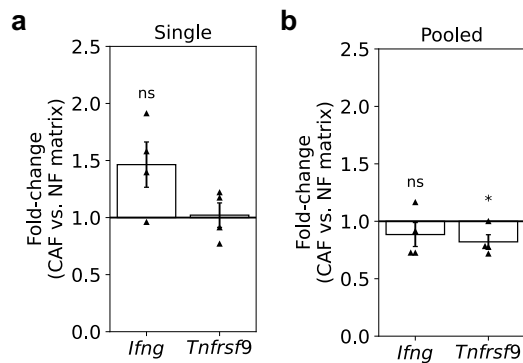 a
Single
Fold-change
(CAF vs. NF matrix)
2.5
2.0
1.5
1.0
0.5
0.0
ns
Ifng
Tnfrsf9
b
Pooled
Fold-change
(CAF vs. NF matrix)
2.5
2.0
1.5
1.0
0.5
0.0
ns
*
Ifng
Tnfrsf9